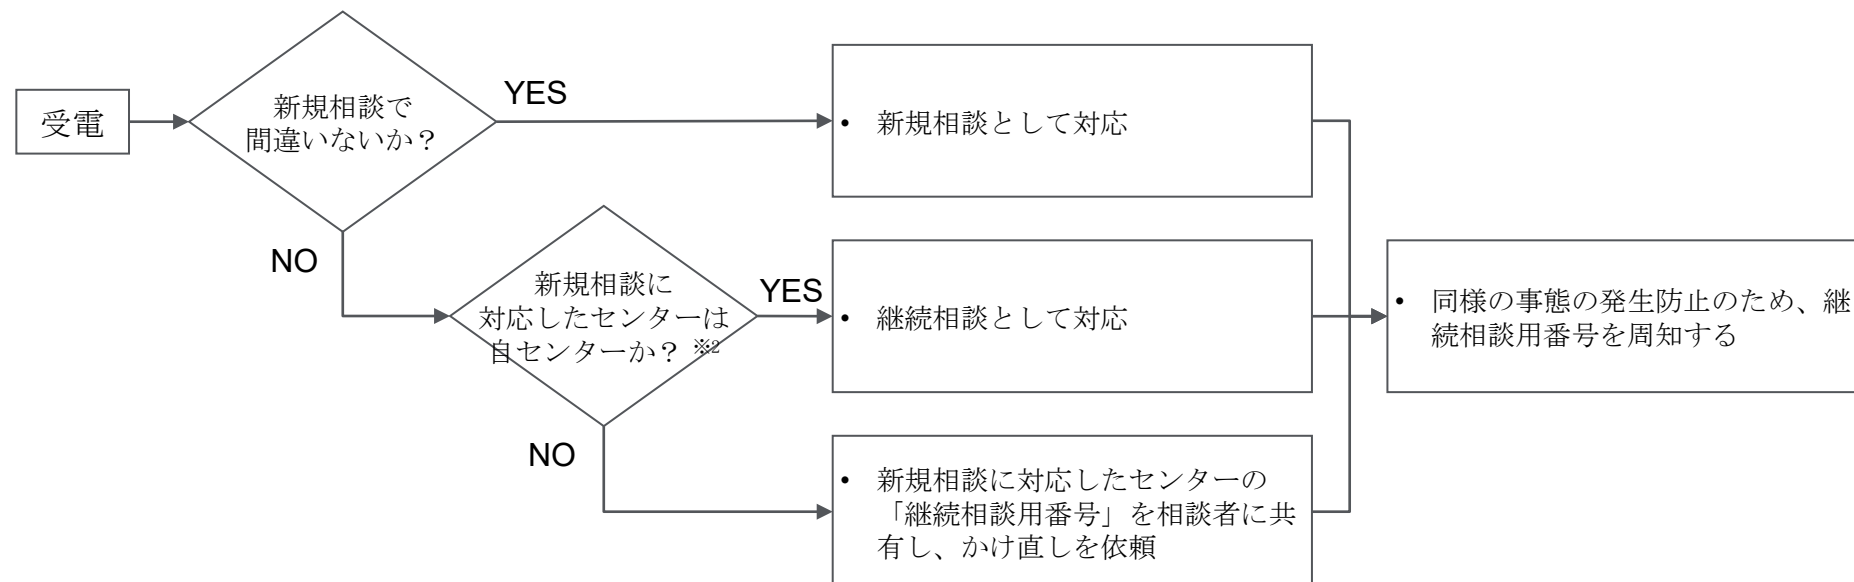 受電
新規相談で
間違いないか？
YES
• 新規相談として対応
NO
新規相談に
対応したセンターは
自センターか？ ※2
YES
• 継続相談として対応
• 同様の事態の発生防止のため、継
続相談用番号を周知する
NO
• 新規相談に対応したセンターの
「継続相談用番号」を相談者に共
有し、かけ直しを依頼